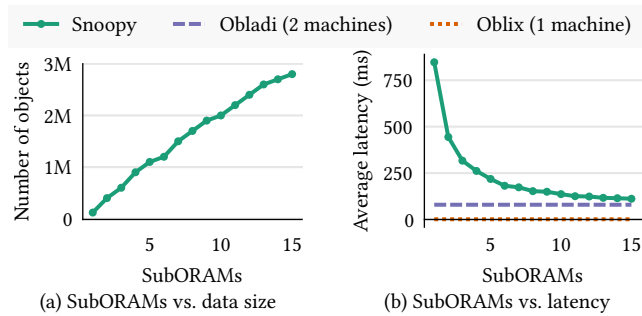 Snoopy Obladi (2 machines) Oblix (1 machine)
Number of objects
3M
2M
1M
0
5 10 15
SubORAMs
(a) SubORAMs vs. data size
Average latency (ms)
750
500
250
0
5 10 15
SubORAMs
(b) SubORAMs vs. latency